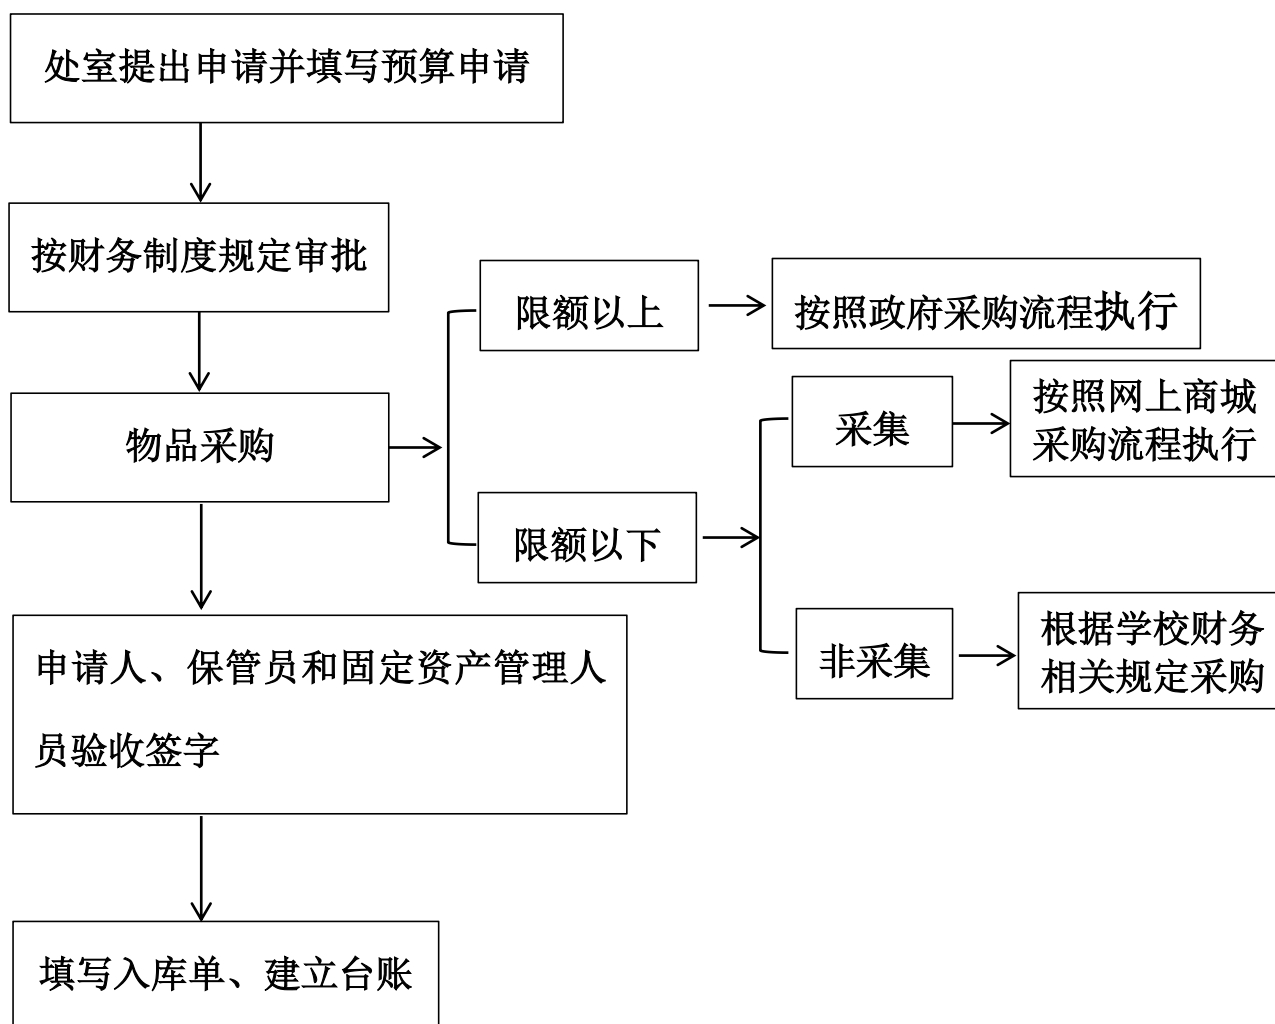 处室提出申请并填写预算申请
按财务制度规定审批
限额以上
按照政府采购流程执行
物品采购
采集
按照网上商城
采购流程执行
限额以下
非采集
根据学校财务
相关规定采购
申请人、保管员和固定资产管理人
员验收签字
填写入库单、建立台账